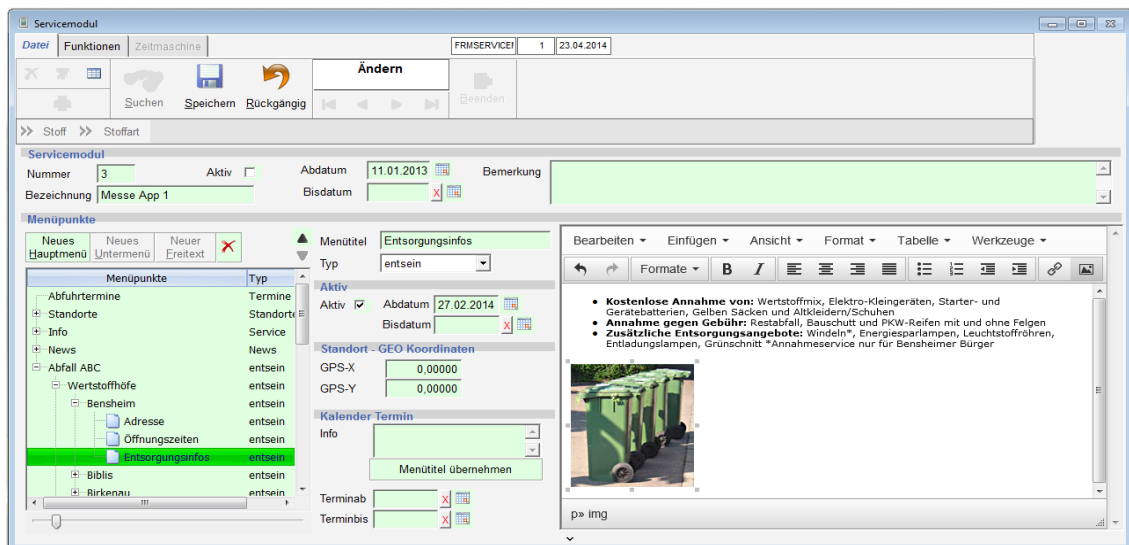 Servicemodul
Datei Funktionen Zeitmaschine
FRMSERVICEI 1 23.04.2014
Suchen Speichern Rückgängig Ändern Beenden
Stoff Stoffart
Servicemodul
Nummer 3 Aktiv Abdatum 11.01.2013 Bemerkung
Bezeichnung Messe App 1 Bisdatum
Menüpunkte
Neues Hauptmenü
Neues Untermenü
Neuer Freitext
Menüpunkte Typ
Abfuhrtermine Termine
Standorte Standorte
Info Service
News News
Abfall ABC entsein
Wertstoffhöfe entsein
Bensheim entsein
Adresse entsein
Öffnungszeiten entsein
Entsorgungsinfos entsein
Biblis entsein
Birkenau entsein
Menütitel Entsorgungsinfos
Typ entsein
Aktiv
Aktiv Abdatum 27.02.2014
Bisdatum
Standort - GEO Koordinaten
GPS-X 0,00000
GPS-Y 0,00000
Kalender Termin
Info
Menütitel übernehmen
Terminab
Terminbis
Bearbeiten Einfügen Ansicht Format Tabelle Werkzeuge
Formate B I
• Kostenlose Annahme von: Wertstoffmix, Elektro-Kleingeräten, Starter- und
Gerätebatterien, Gelben Säcken und Altkleidern/Schuhen
• Annahme gegen Gebühr: Restabfall, Bauschutt und PKW-Reifen mit und ohne Felgen
• Zusätzliche Entsorgungsangebote: Windeln*, Energiesparlampen, Leuchtstoffröhren,
Entladungslampen, Grünschnitt *Annahmeservice nur für Bensheimer Bürger
p» img